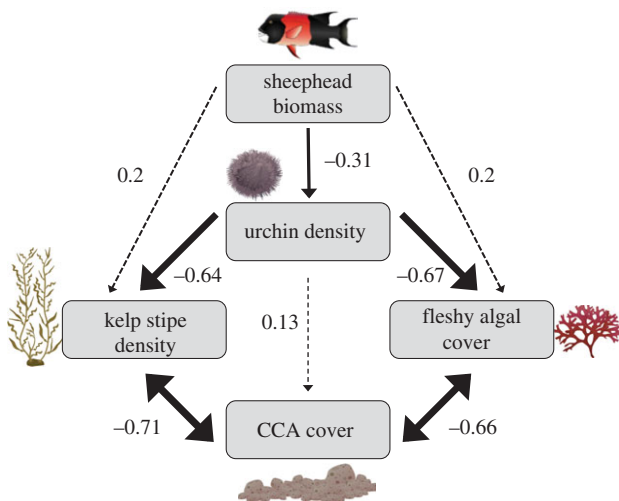 sheephead
biomass
0.2
–0.31
0.2
urchin density
–0.64
–0.67
kelp stipe
density
0.13
fleshy algal
cover
–0.71
CCA cover
–0.66